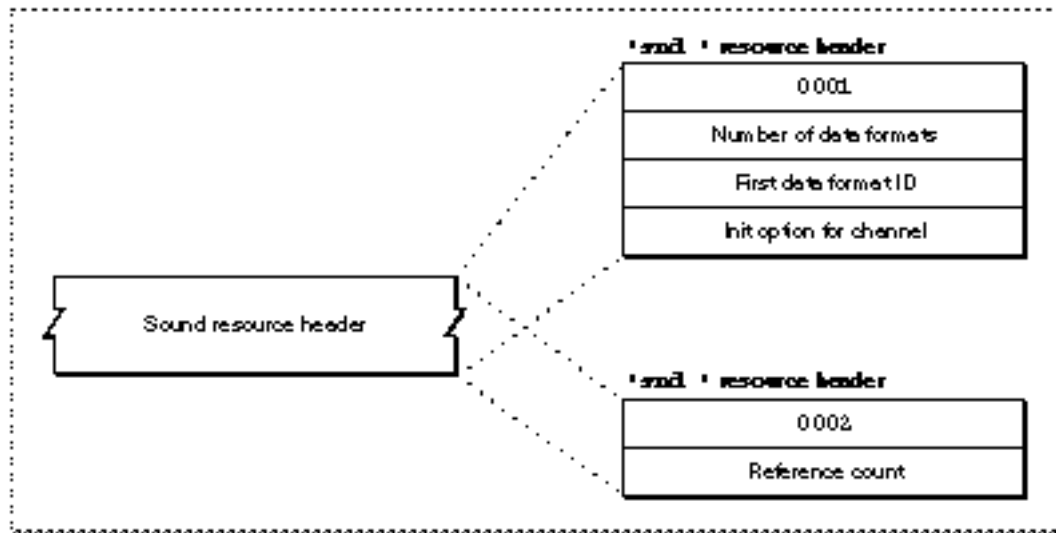 'snd ' resource header
0001
Number of data formats
First data format ID
Init option for channel
Sound resource header
'snd ' resource header
0002
Reference count